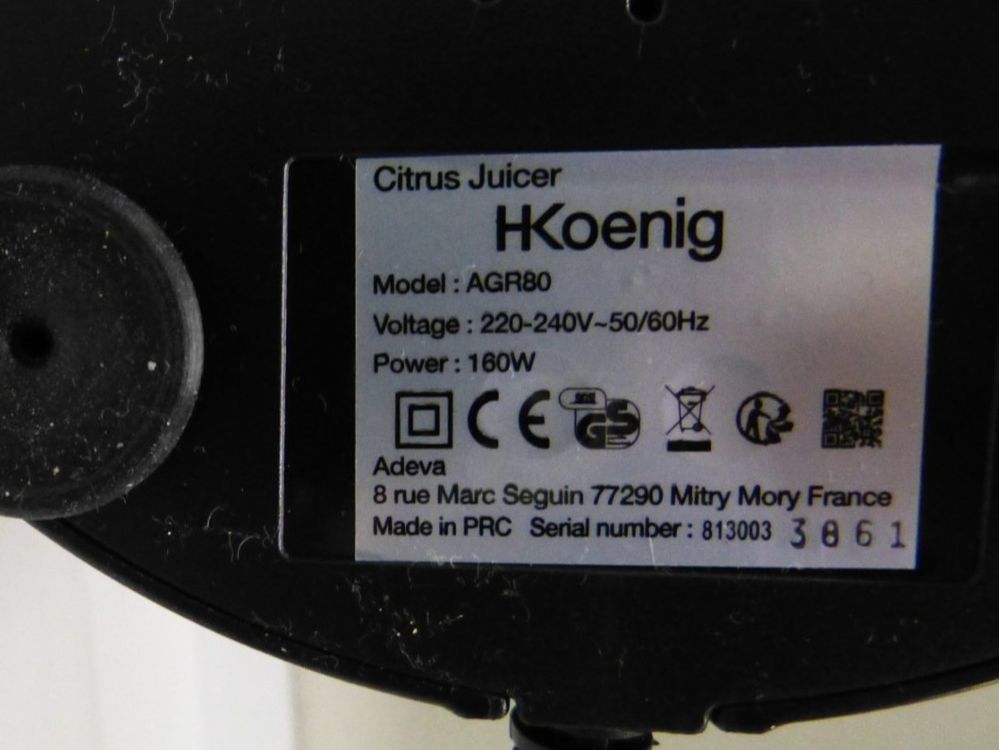 Citrus Juicer
HKoenig
Model : AGR80
Voltage : 220-240V~50/60Hz
Power : 160W
CE GS
Adeva
8 rue Marc Seguin 77290 Mitry Mory France
Made in PRC Serial number : 813003 3861